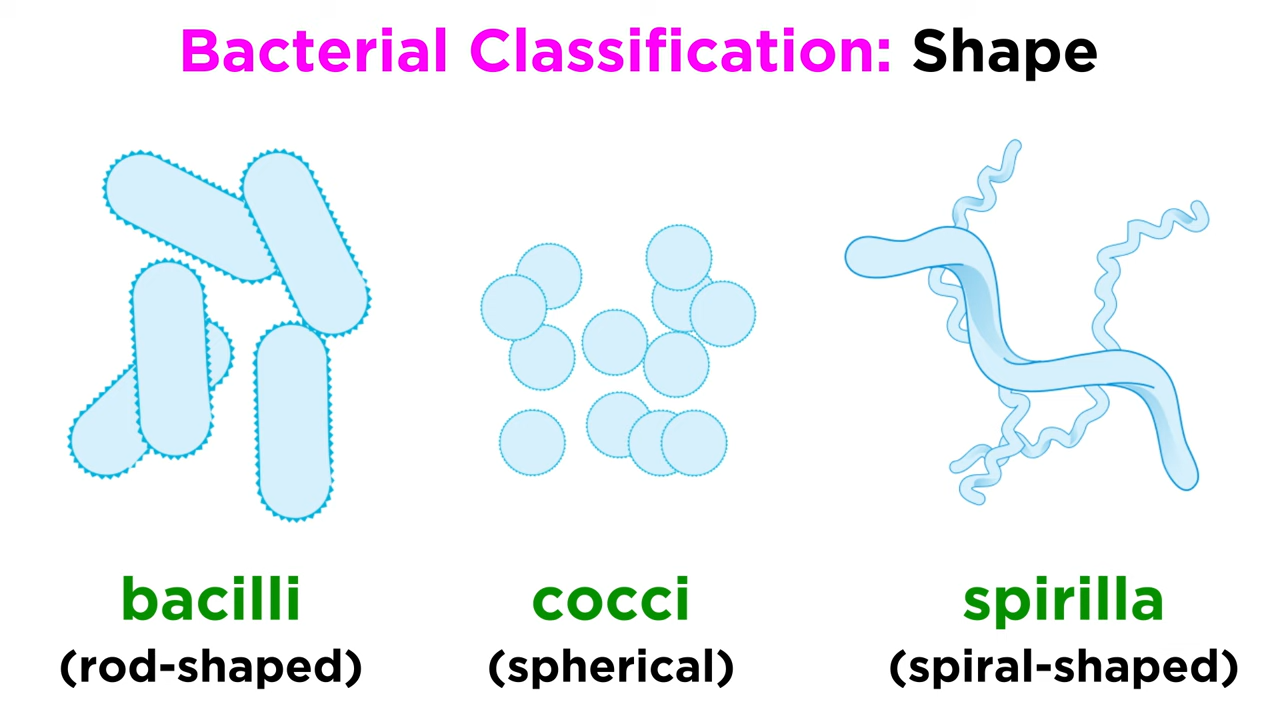 Bacterial Classification: Shape
bacilli
(rod-shaped)
cocci
(spherical)
spirilla
(spiral-shaped)